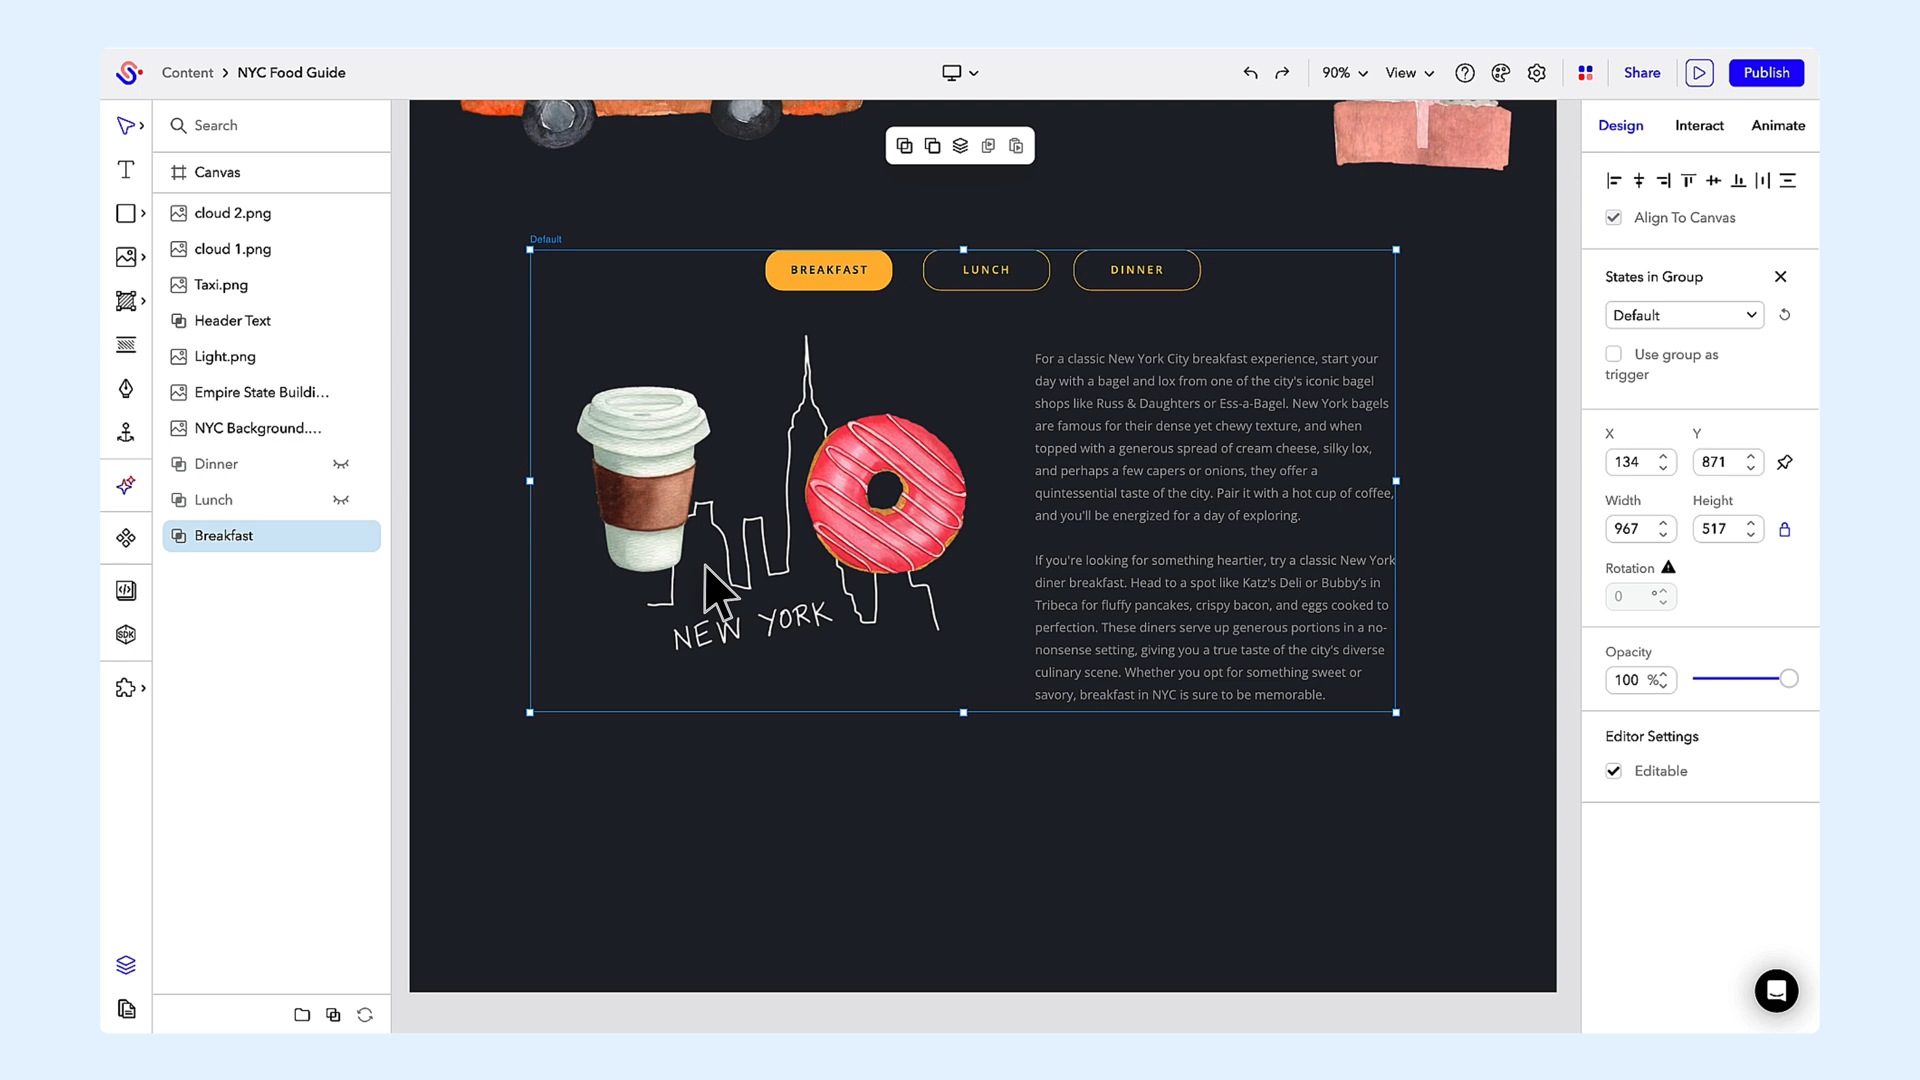 Content > NYC Food Guide
90%
View
Share
Publish
Search
Canvas
cloud 2.png
cloud 1.png
Taxi.png
Header Text
Light.png
Empire State Buildi...
NYC Background....
Dinner
Lunch
Breakfast
Default
BREAKFAST
LUNCH
DINNER
NEW YORK
For a classic New York City breakfast experience, start your
day with a bagel and lox from one of the city's iconic bagel
shops like Russ & Daughters or Ess-a-Bagel. New York bagels
are famous for their dense yet chewy texture, and when
topped with a generous spread of cream cheese, silky lox,
and perhaps a few capers or onions, they offer a
quintessential taste of the city. Pair it with a hot cup of coffee,
and you'll be energized for a day of exploring.
If you're looking for something heartier, try a classic New York
diner breakfast. Head to a spot like Katz's Deli or Bubby's in
Tribeca for fluffy pancakes, crispy bacon, and eggs cooked to
perfection. These diners serve up generous portions in a no-
nonsense setting, giving you a true taste of the city's diverse
culinary scene. Whether you opt for something sweet or
savory, breakfast in NYC is sure to be memorable.
Design
Interact
Animate
Align To Canvas
States in Group
Default
Use group as
trigger
X
Y
134
871
Width
Height
967
517
Rotation
0 °
Opacity
100 %
Editor Settings
Editable
SDK